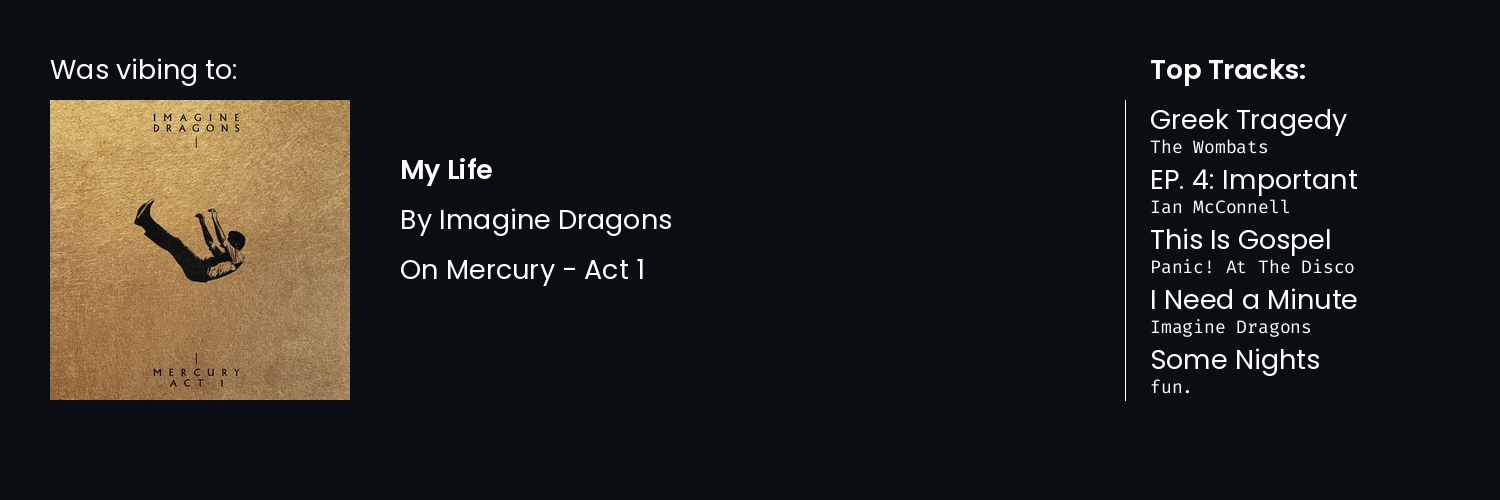 Was vibing to:
IMAGINE
DRAGONS
MERCURY
ACT I
My Life
By Imagine Dragons
On Mercury - Act 1
Top Tracks:
Greek Tragedy
The Wombats
EP. 4: Important
Ian McConnell
This Is Gospel
Panic! At The Disco
I Need a Minute
Imagine Dragons
Some Nights
fun.